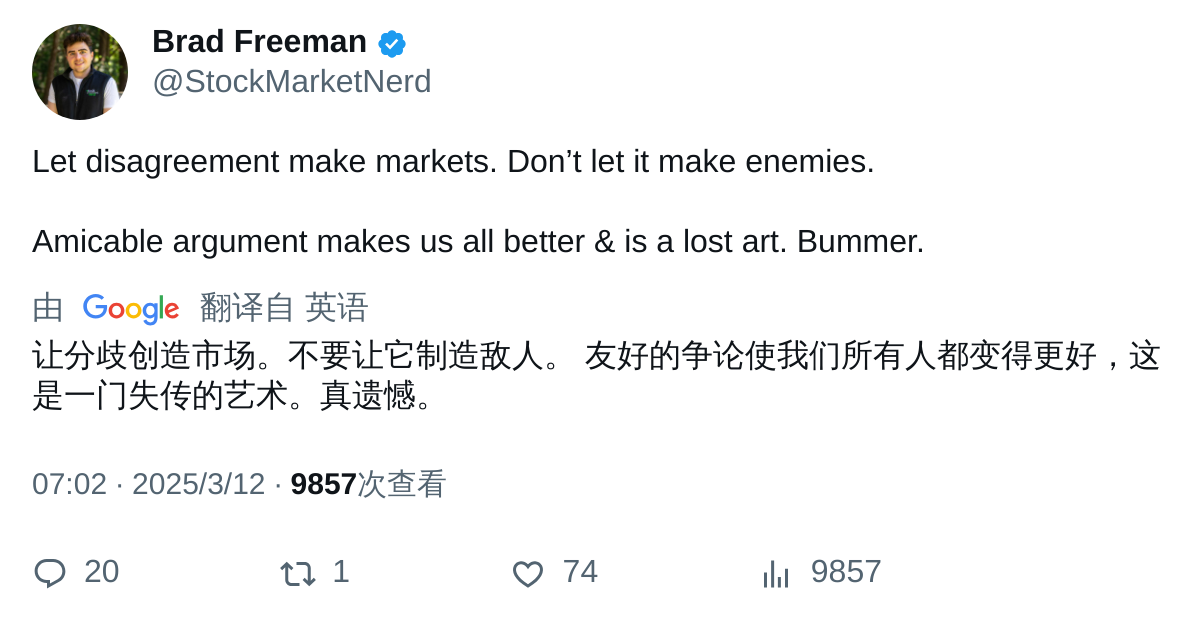 Brad Freeman
@StockMarketNerd
Let disagreement make markets. Don’t let it make enemies.
Amicable argument makes us all better & is a lost art. Bummer.
由 Google 翻译自 英语
让分歧创造市场。不要让它制造敌人。 友好的争论使我们所有人都变得更好，这
是一门失传的艺术。真遗憾。
07:02 · 2025/3/12 · 9857次查看
20 1 74 9857